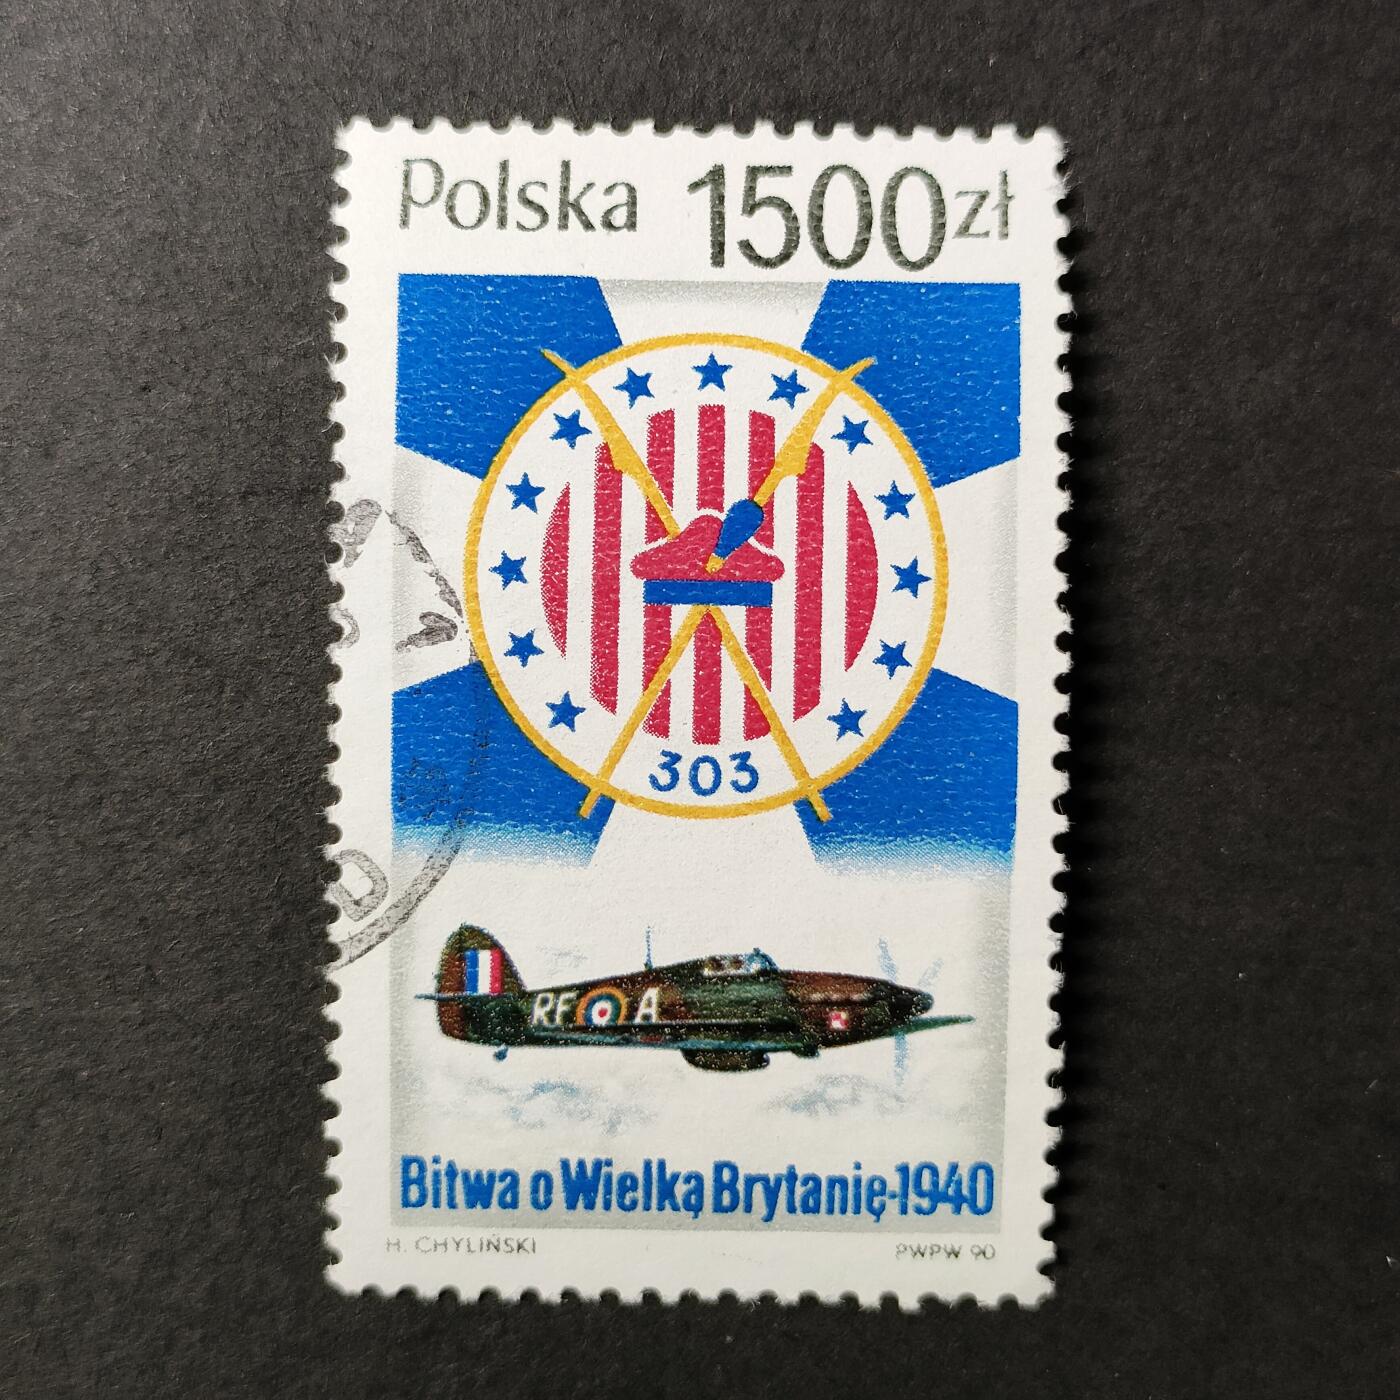 Polska 1500zł
303
RF A
Bitwa o Wielką Brytanię-1940
H. CHYLIŃSKI PWPW 90